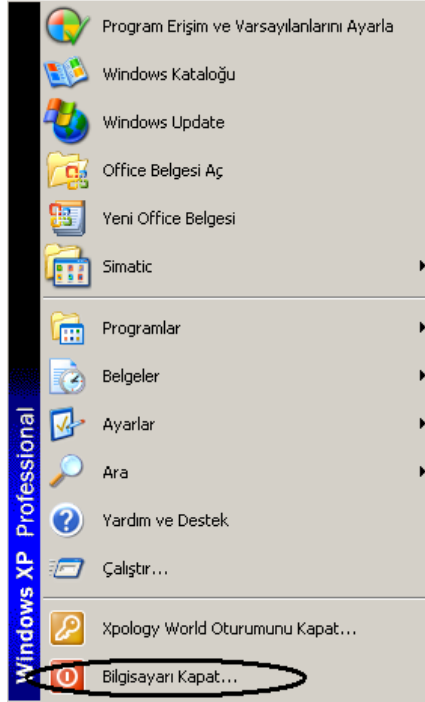 Program Erişim ve Varsayılanlarını Ayarla
Windows Kataloğu
Windows Update
Office Belgesi Aç
Yeni Office Belgesi
Simatic
Programlar
Belgeler
Ayarlar
Ara
Yardım ve Destek
Çalıştır...
Xpology World Oturumunu Kapat...
Bilgisayarı Kapat...
Windows XP Professional